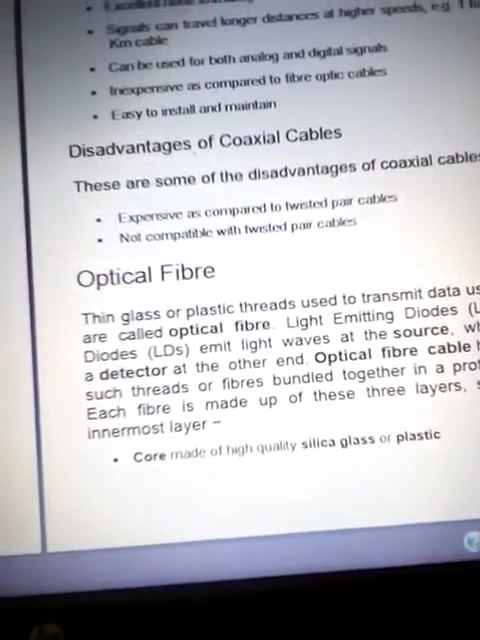 Signals can travel longer distances at higher speeds, e.g. 1
Km cable
Can be used for both analog and digital signals
Inexpensive as compared to fibre optic cables
Easy to install and maintain
Disadvantages of Coaxial Cables
These are some of the disadvantages of coaxial cables
Expensive as compared to twisted pair cables
Not compatible with twisted pair cables
Optical Fibre
Thin glass or plastic threads used to transmit data us
are called optical fibre. Light Emitting Diodes (L
Diodes (LDs) emit light waves at the source, wh
a detector at the other end. Optical fibre cable h
such threads or fibres bundled together in a prot
Each fibre is made up of these three layers, s
innermost layer −
Core made of high quality silica glass or plastic